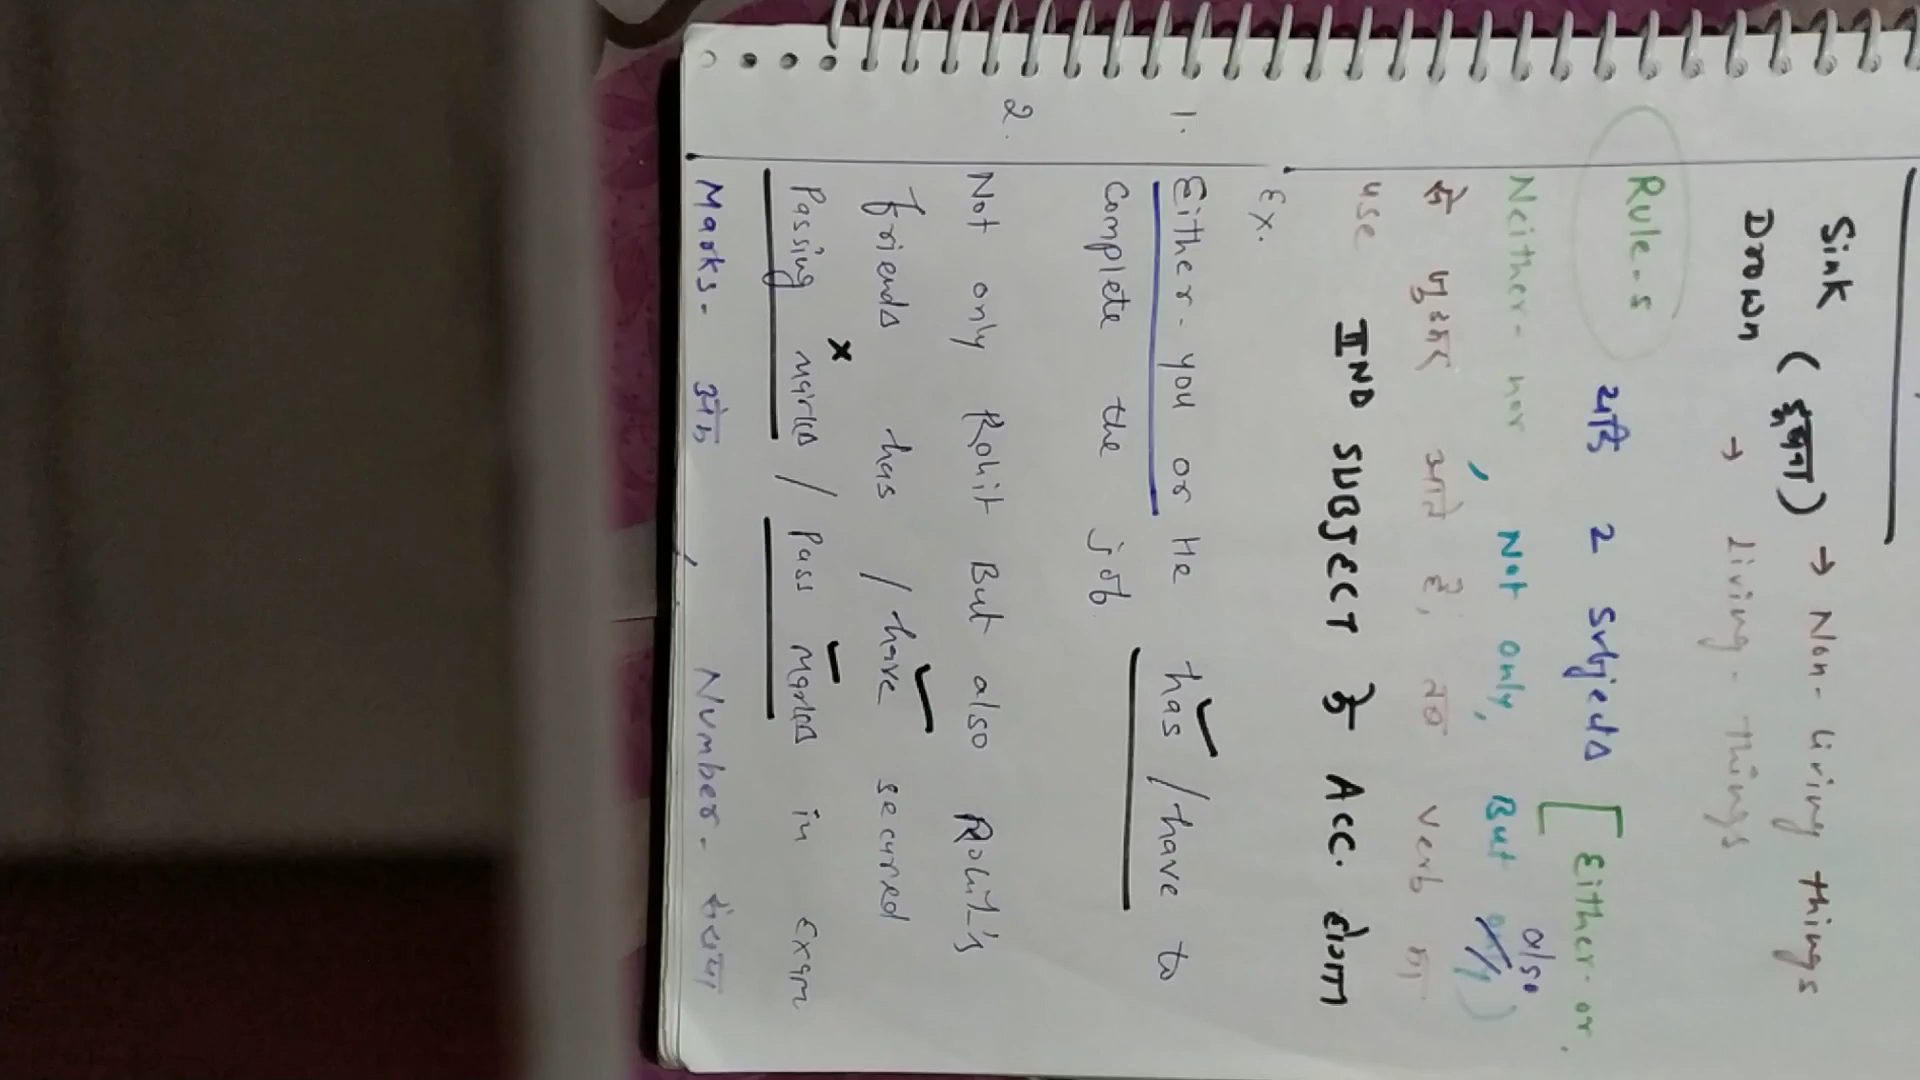 Sink (डूबना) → Non-living things
Drown → living-things
Rule-5 यदि 2 subjects [Either-or,
Neither-nor, Not only, But also)
से जुड़कर आते हैं, तो verb का
use IInd SUBJECT के Acc. होगा
Ex.
1. Either-you or He has/have to
complete the job.
2. Not only Rohit But also Rohit's
friends has / have secured
Passing marks / Pass marks in Exam
Marks- अंक, Number- संख्या